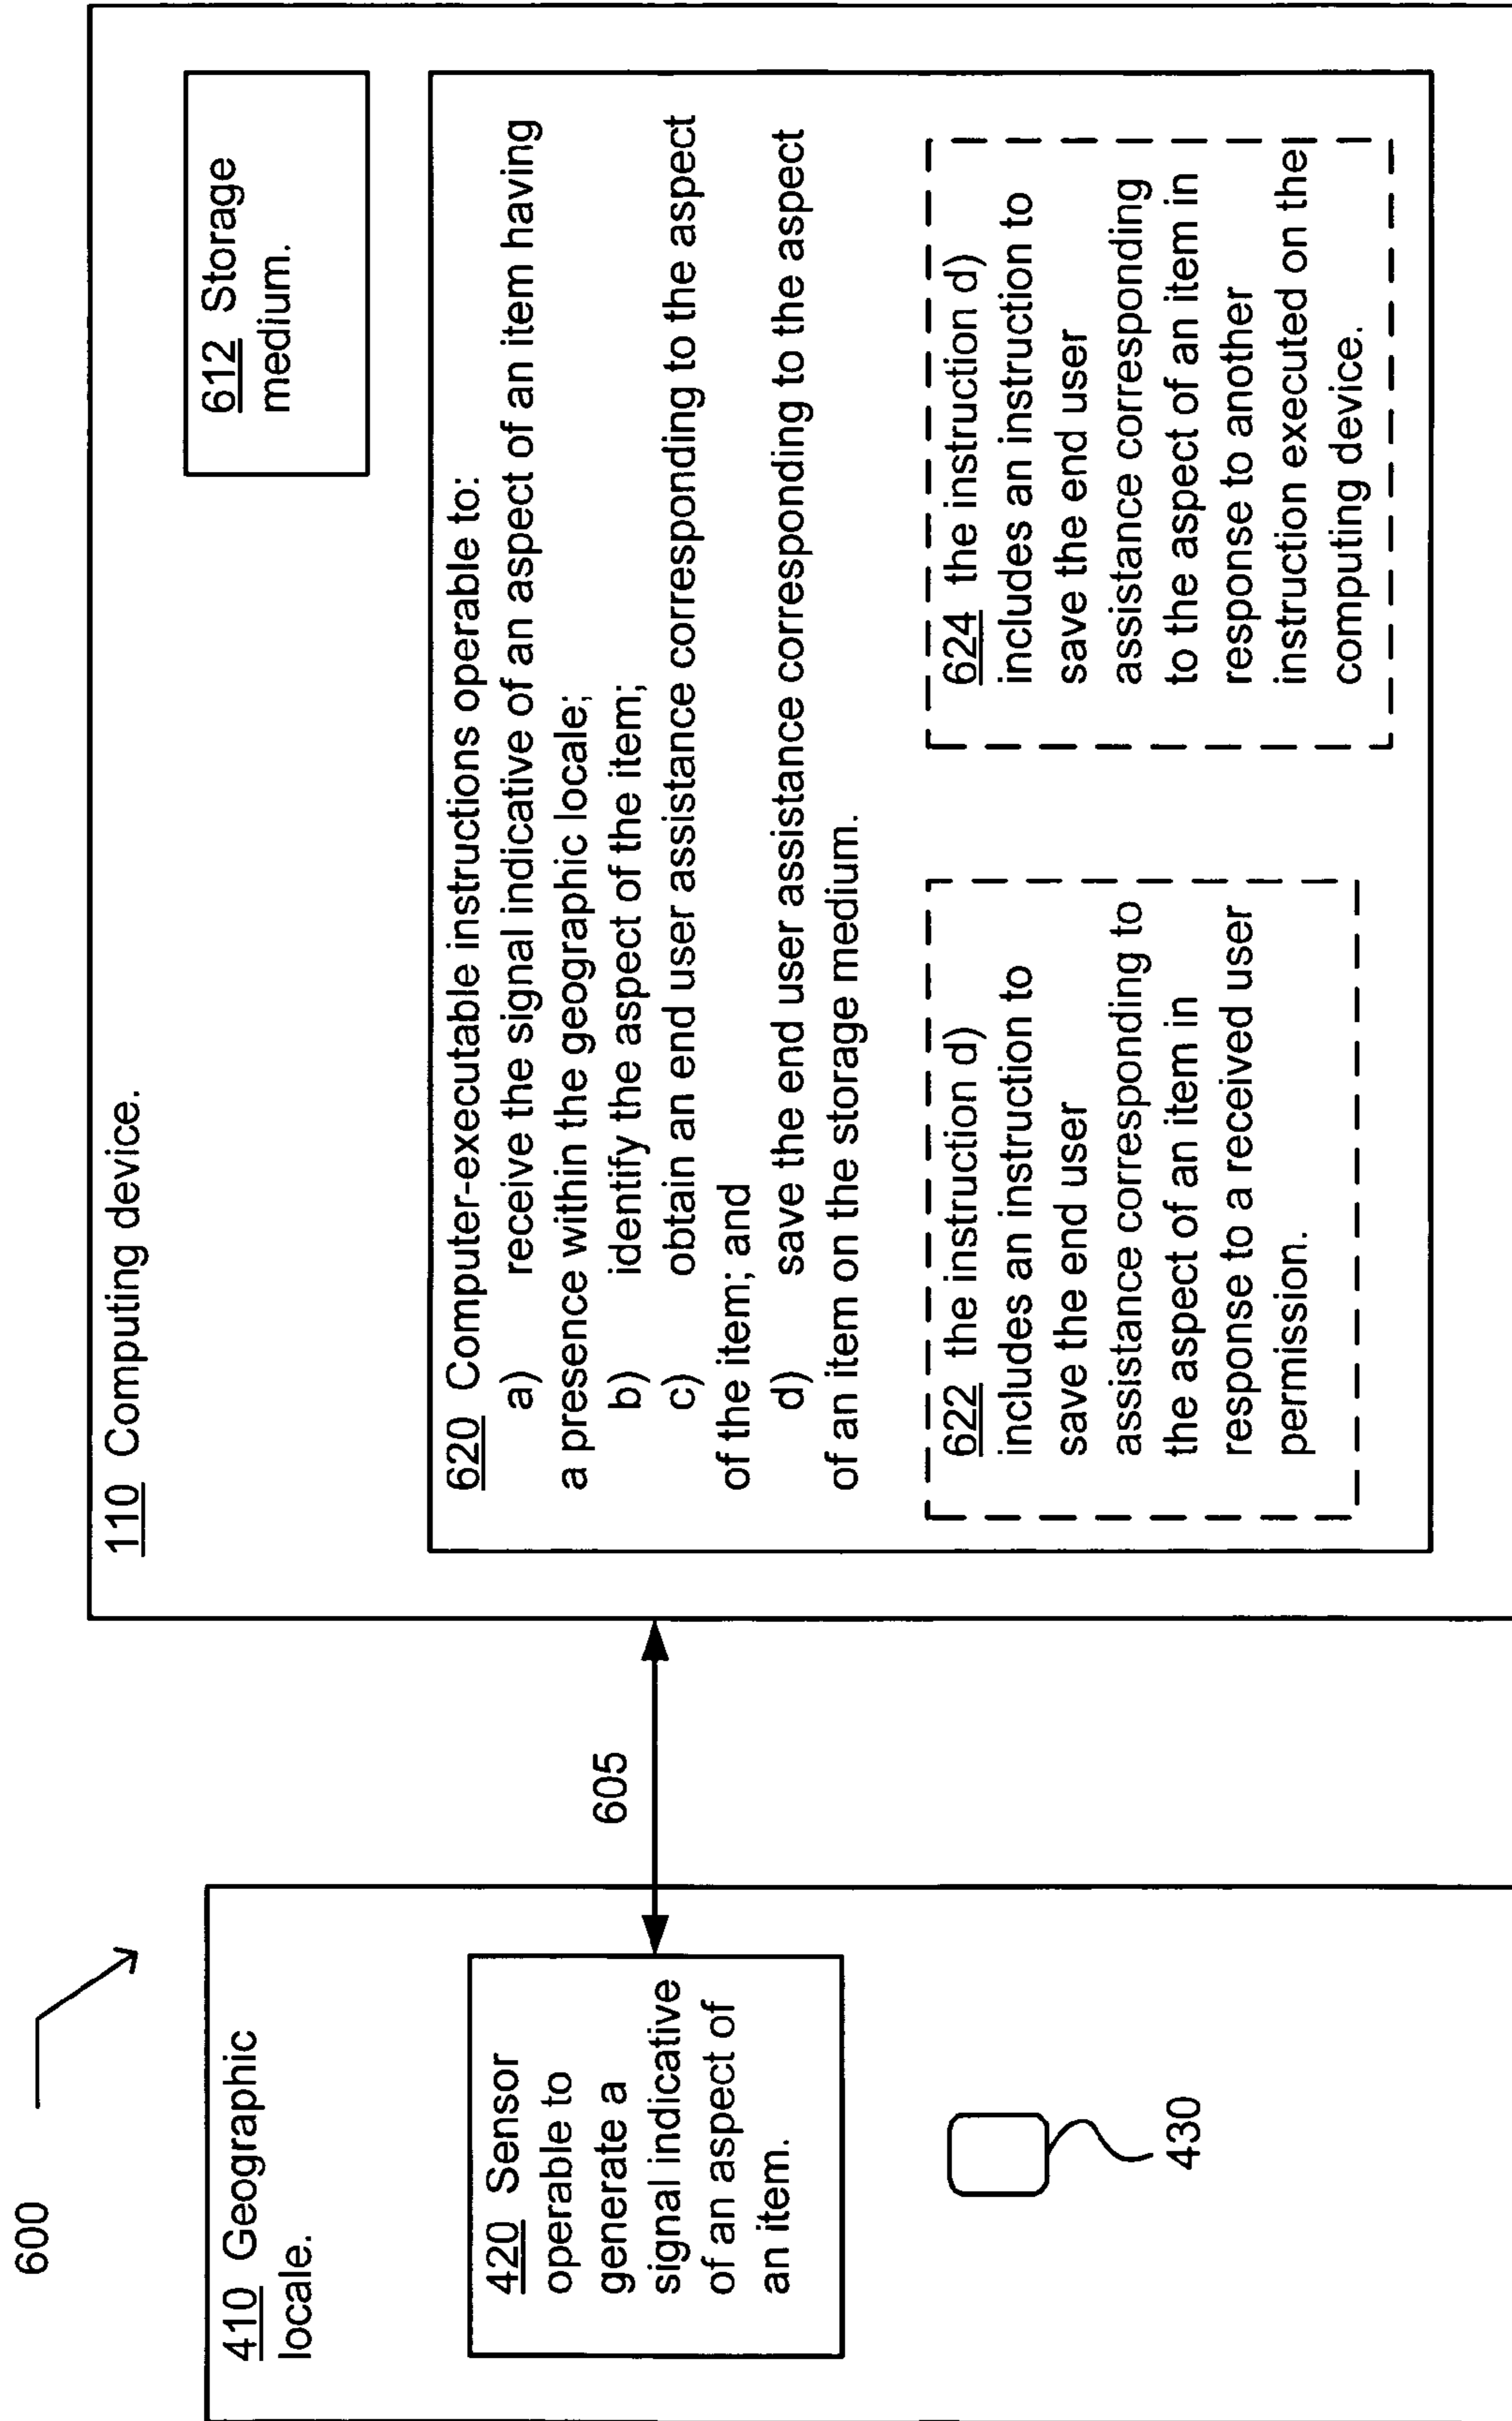 600
410 Geographic
locale.
420 Sensor
operable to
generate a
signal indicative
of an aspect of
an item.
430
605
110 Computing device.
612 Storage
medium.
620 Computer-executable instructions operable to:
a) receive the signal indicative of an aspect of an item having
a presence within the geographic locale;
b) identify the aspect of the item;
c) obtain an end user assistance corresponding to the aspect
of the item; and
d) save the end user assistance corresponding to the aspect
of an item on the storage medium.
622 the instruction d)
includes an instruction to
save the end user
assistance corresponding to
the aspect of an item in
response to a received user
permission.
624 the instruction d)
includes an instruction to
save the end user
assistance corresponding
to the aspect of an item in
response to another
instruction executed on the
computing device.